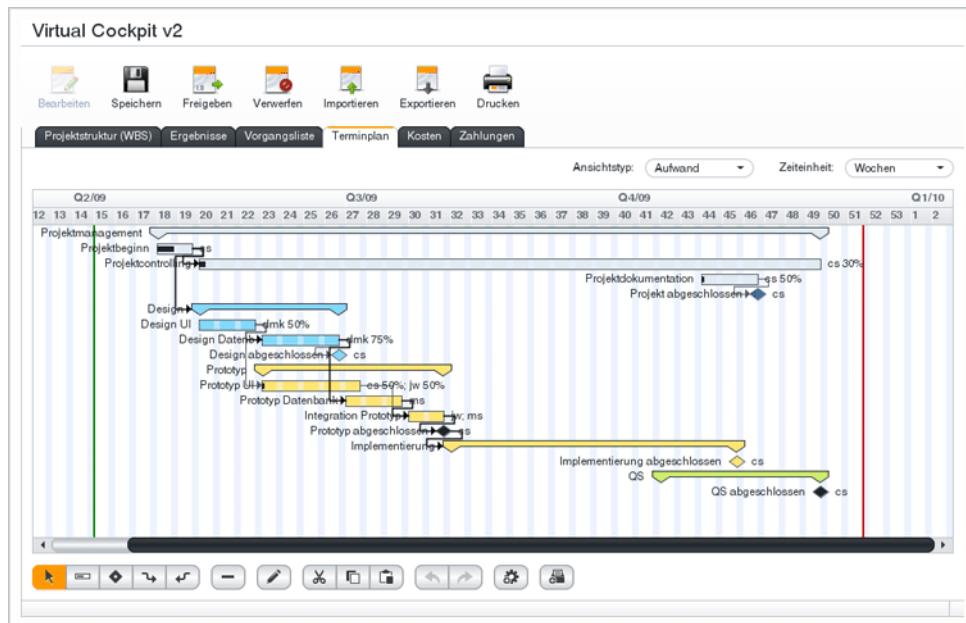 Virtual Cockpit v2
Bearbeiten Speichern Freigeben Verwerfen Importieren Exportieren Drucken
Projektstruktur (WBS) Ergebnisse Vorgangsliste Terminplan Kosten Zahlungen
Ansichtstyp: Aufwand Zeiteinheit: Wochen
Q2/09 Q3/09 Q4/09 Q1/10
12 13 14 15 16 17 18 19 20 21 22 23 24 25 26 27 28 29 30 31 32 33 34 35 36 37 38 39 40 41 42 43 44 45 46 47 48 49 50 51 52 53 1 2
Projektmanagement
Projektbeginn cs
Projektcontrolling cs 30%
Projektdokumentation cs 50%
Projekt abgeschlossen cs
Design
Design UI dmk 50%
Design Datenb dmk 75%
Design abgeschlossen cs
Prototyp
Prototyp UI cs 50%; jw 50%
Prototyp Datenbank ms
Integration Prototyp jw; ms
Prototyp abgeschlossen cs
Implementierung
Implementierung abgeschlossen cs
QS
QS abgeschlossen cs